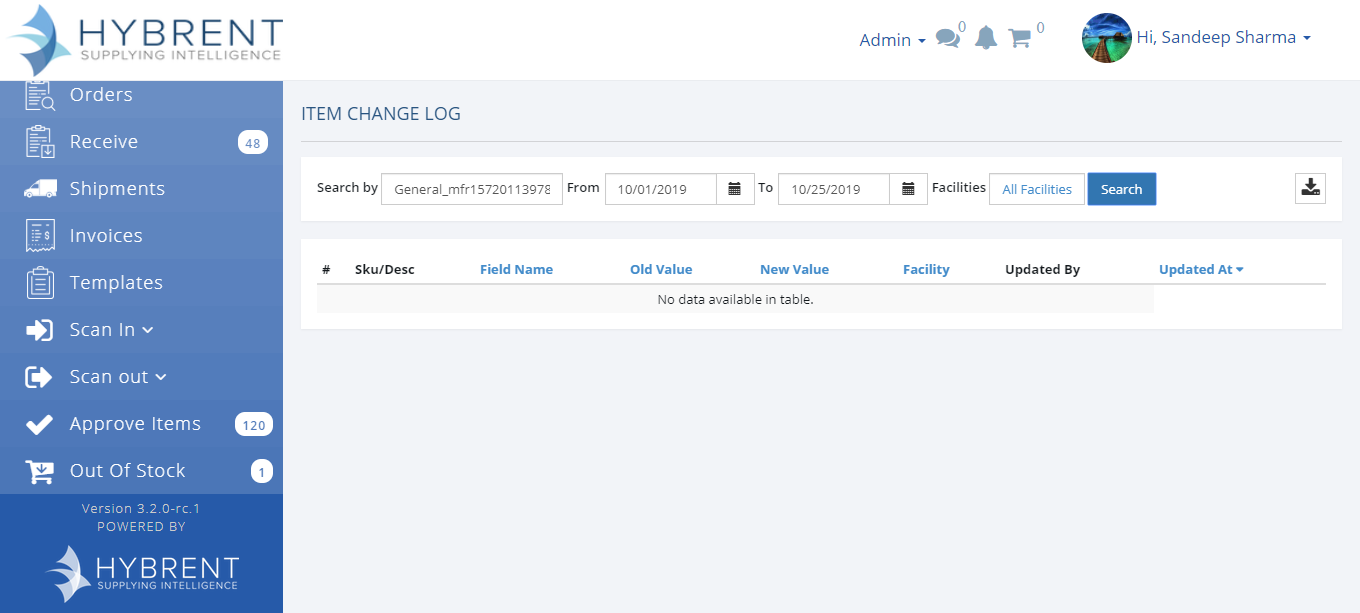 HYBRENT
SUPPLYING INTELLIGENCE
Admin 0 0 Hi, Sandeep Sharma
Orders
Receive 48
Shipments
Invoices
Templates
Scan In
Scan out
Approve Items 120
Out Of Stock 1
Version 3.2.0-rc.1
POWERED BY
HYBRENT
SUPPLYING INTELLIGENCE
ITEM CHANGE LOG
Search by General_mfr15720113978 From 10/01/2019 To 10/25/2019 Facilities All Facilities Search
# Sku/Desc Field Name Old Value New Value Facility Updated By Updated At
No data available in table.